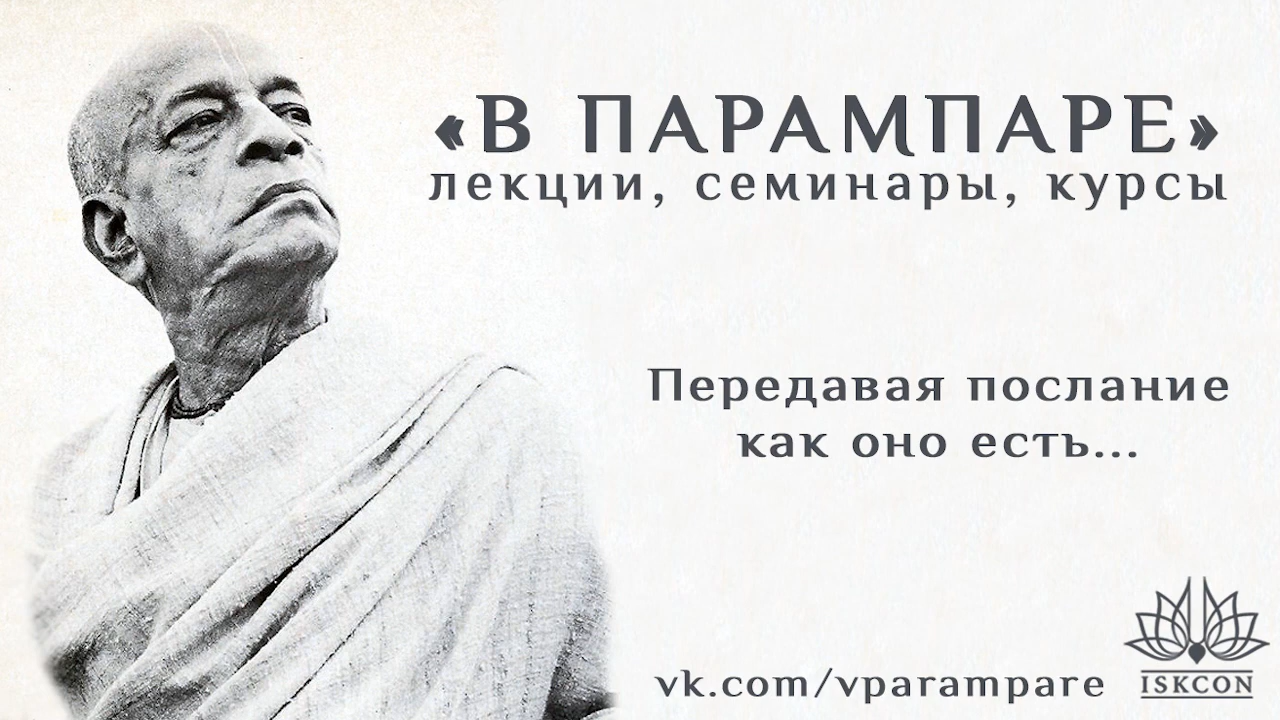 «В ПАРАМПАРЕ»
лекции, семинары, курсы
Передавая послание
как оно есть...
vk.com/vparampare
ISKCON